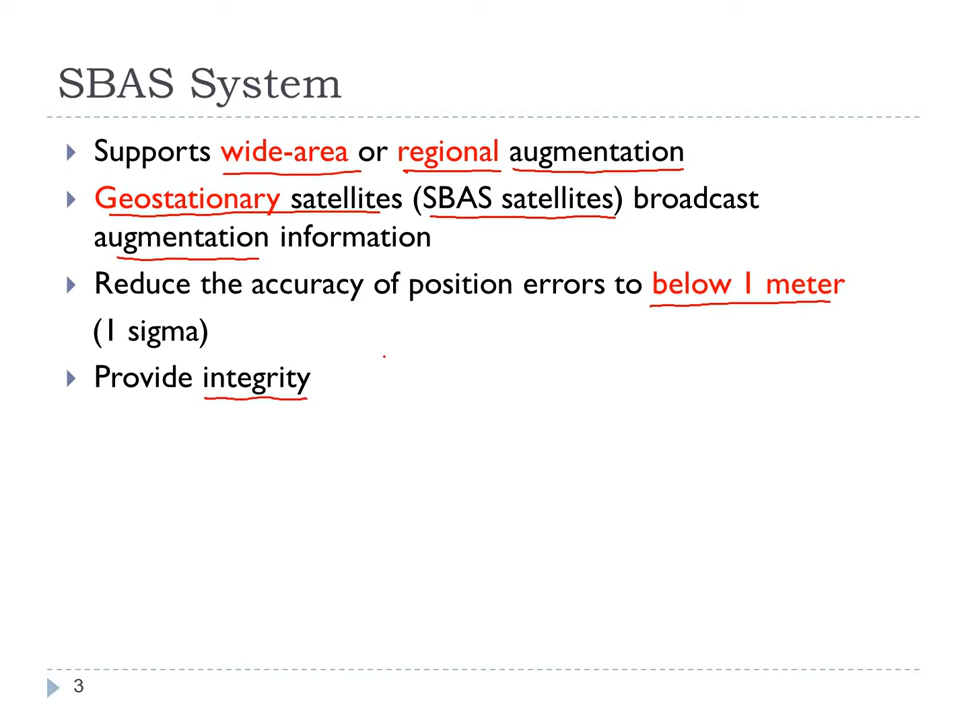 SBAS System
Supports wide-area or regional augmentation
Geostationary satellites (SBAS satellites) broadcast
augmentation information
Reduce the accuracy of position errors to below 1 meter
(1 sigma)
Provide integrity
3